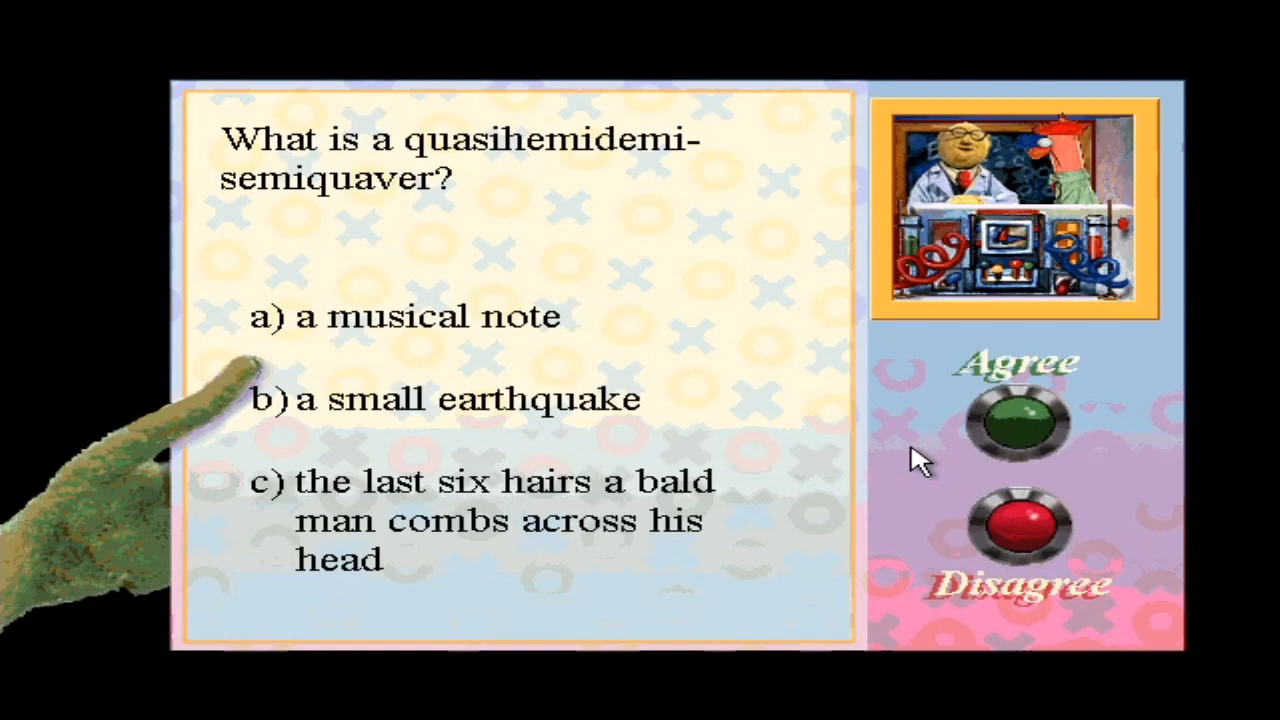 What is a quasihemidemi-
semiquaver?
a) a musical note
b) a small earthquake
c) the last six hairs a bald
man combs across his
head
Agree
Disagree